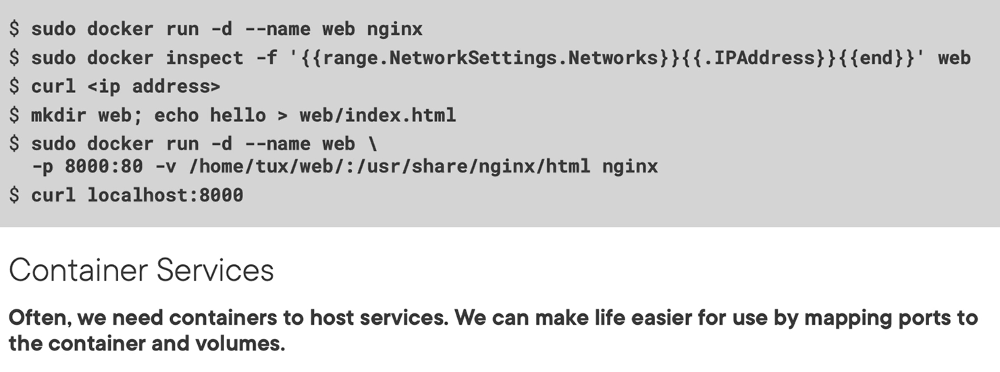 $ sudo docker run -d --name web nginx
$ sudo docker inspect -f '{{range.NetworkSettings.Networks}}{{.IPAddress}}{{end}}' web
$ curl <ip address>
$ mkdir web; echo hello > web/index.html
$ sudo docker run -d --name web \
-p 8000:80 -v /home/tux/web/:/usr/share/nginx/html nginx
$ curl localhost:8000
Container Services
Often, we need containers to host services. We can make life easier for use by mapping ports to
the container and volumes.